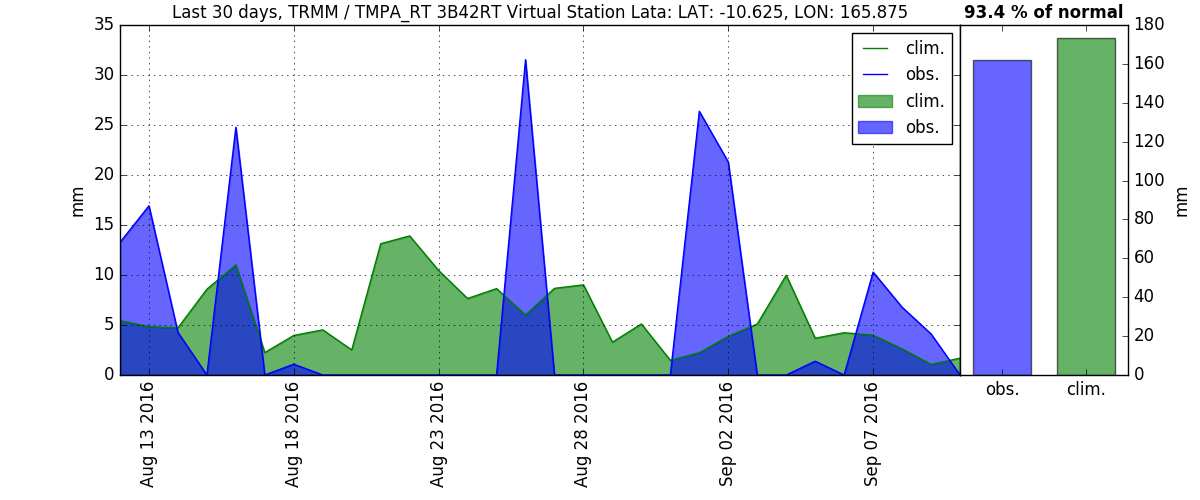 Last 30 days, TRMM / TMPA_RT 3B42RT Virtual Station Lata: LAT: -10.625, LON: 165.875
93.4 % of normal
35
30
25
20
15
10
5
0
mm
clim.
obs.
clim.
obs.
Aug 13 2016
Aug 18 2016
Aug 23 2016
Aug 28 2016
Sep 02 2016
Sep 07 2016
180
160
140
120
100
80
60
40
20
0
mm
obs.
clim.